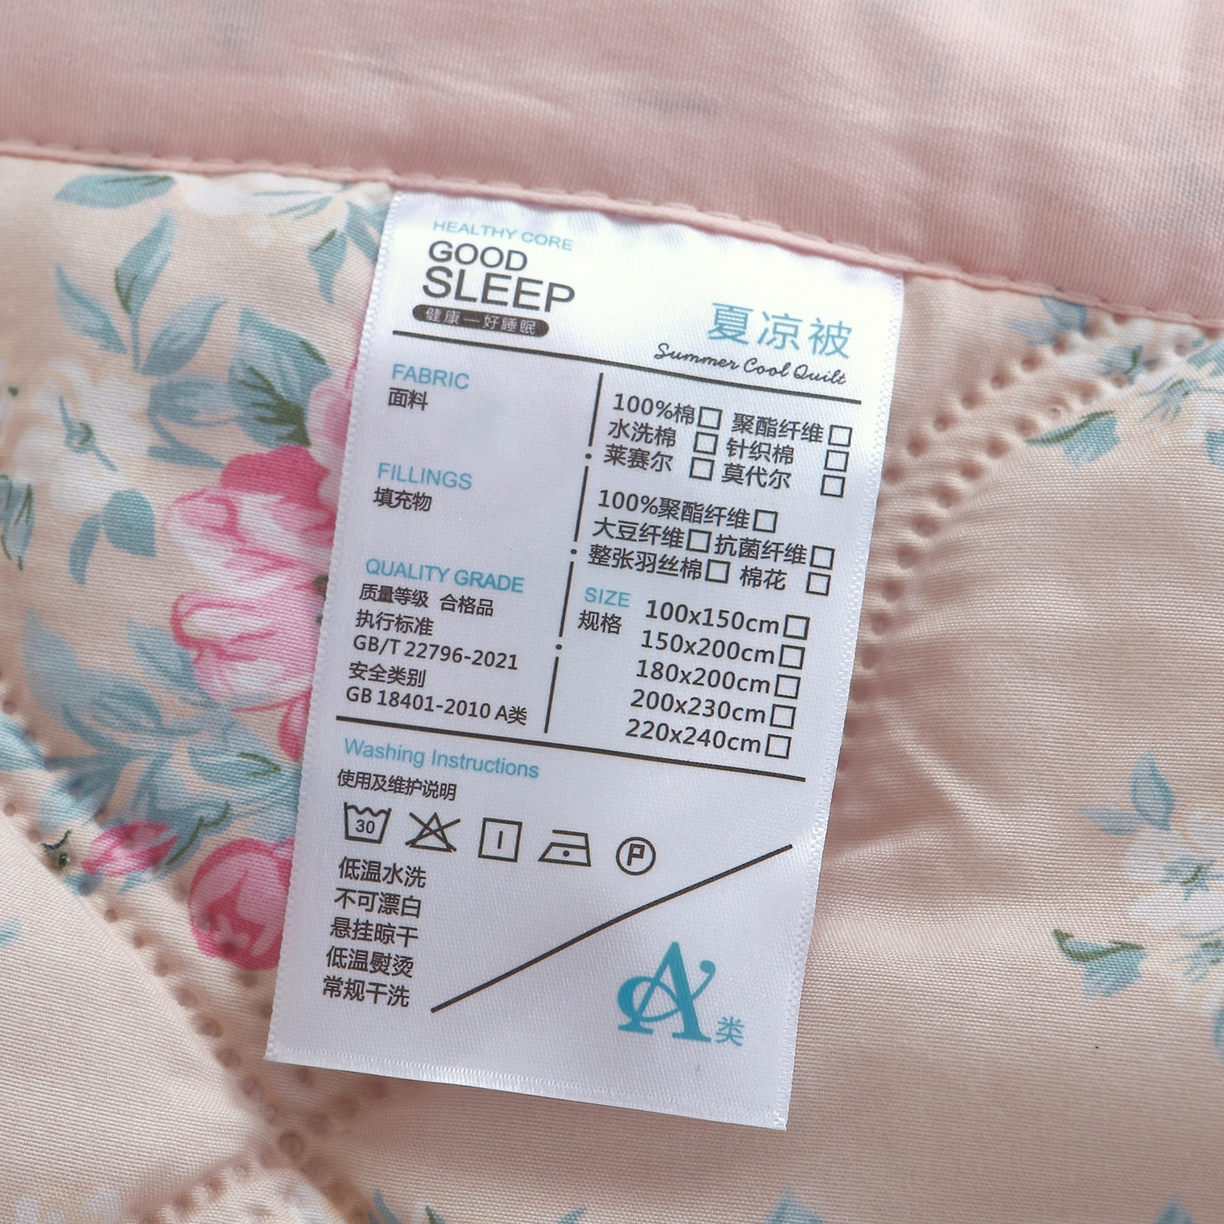 HEALTHY CORE
GOOD
SLEEP
健康一好睡眠
夏凉被
Summer Cool Quilt
FABRIC
面料
100%棉□ 聚酯纤维□
水洗棉□ 针织棉□
莱赛尔□ 莫代尔□
FILLINGS
填充物
100%聚酯纤维□
大豆纤维□抗菌纤维□
整张羽丝棉□ 棉花□
QUALITY GRADE
质量等级 合格品
执行标准
GB/T 22796-2021
安全类别
GB 18401-2010 A类
SIZE
规格
100x150cm□
150x200cm□
180x200cm□
200x230cm□
220x240cm□
Washing Instructions
使用及维护说明
30
P
低温水洗
不可漂白
悬挂晾干
低温熨烫
常规干洗
A类